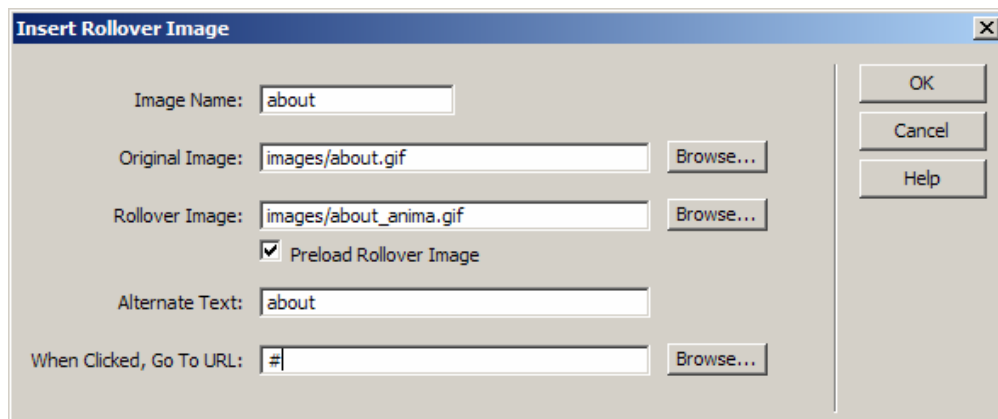 Insert Rollover Image
Image Name: about
OK
Original Image: images/about.gif Browse...
Cancel
Rollover Image: images/about_anima.gif Browse...
Help
Preload Rollover Image
Alternate Text: about
When Clicked, Go To URL: # Browse...